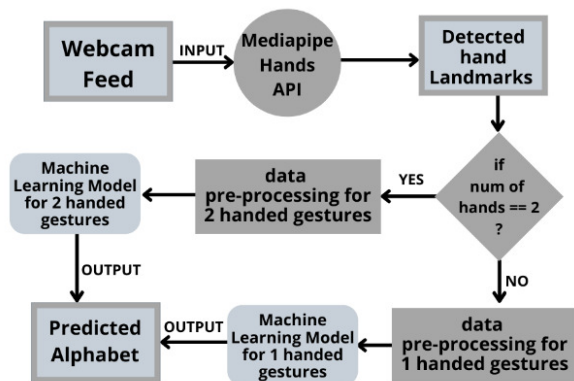 Webcam
Feed
INPUT
Mediapipe
Hands
API
Detected
hand
Landmarks
if
num of
hands == 2
?
YES
data
pre-processing for
2 handed gestures
Machine
Learning Model
for 2 handed
gestures
OUTPUT
NO
data
pre-processing for
1 handed gestures
Machine
Learning Model
for 1 handed
gestures
OUTPUT
Predicted
Alphabet